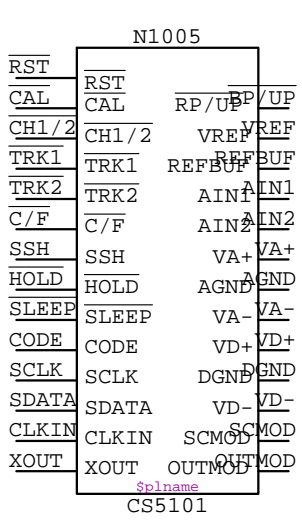 N1005
RST RST
CAL CAL RP/UP BP/UP
CH1/2 CH1/2 VREF VREF
TRK1 TRK1 REFBUF REFBUF
TRK2 TRK2 AIN1 AIN1
C/F C/F AIN2 AIN2
SSH SSH VA+ VA+
HOLD HOLD AGND AGND
SLEEP SLEEP VA- VA-
CODE CODE VD+ VD+
SCLK SCLK DGND DGND
SDATA SDATA VD- VD-
CLKIN CLKIN SCMOD SCMOD
XOUT XOUT OUTMOD OUTMOD
$plname
CS5101